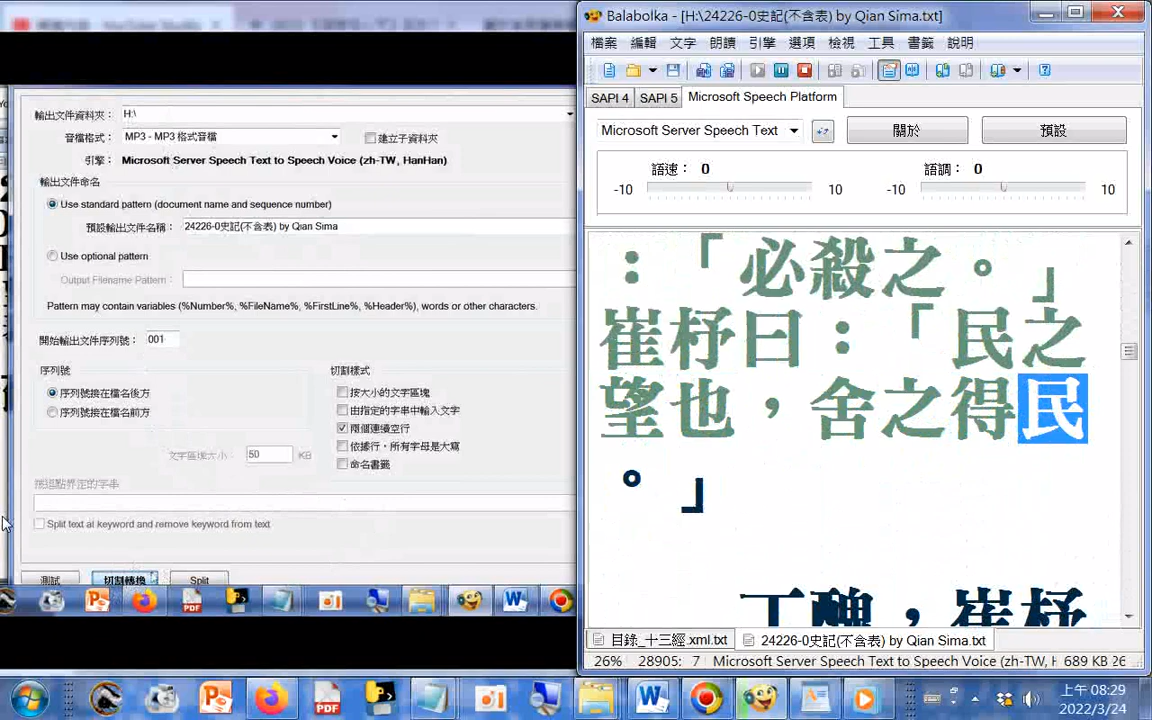 輸出文件資料夾： H:\
音檔格式： MP3 - MP3 格式音檔 建立子資料夾
引擎： Microsoft Server Speech Text to Speech Voice (zh-TW, HanHan)
輸出文件命名
Use standard pattern (document name and sequence number)
預設輸出文件名稱： 24226-0史記(不含表) by Qian Sima
Use optional pattern
Output Filename Pattern：
Pattern may contain variables (%Number%, %FileName%, %FirstLine%, %Header%), words or other characters.
開始輸出文件序列號： 001
序列號 切割樣式
序列號接在檔名後方 按大小的文字區塊
序列號接在檔名前方 由指定的字串中輸入文字
兩個連續空行
依據行，所有字母是大寫
命名書籤
文字區塊大小： 50 KB
按這點界定的字串
Split text at keyword and remove keyword from text
測試 切割轉換 Split
Balabolka - [H:\24226-0史記(不含表) by Qian Sima.txt]
檔案 編輯 文字 朗讀 引擎 選項 檢視 工具 書籤 說明
SAPI 4 SAPI 5 Microsoft Speech Platform
Microsoft Server Speech Text 關於 預設
語速： 0 語調： 0
-10 10 -10 10
：「必殺之。」
崔杼曰：「民之
望也，舍之得民
。」
丁醜，崔杼
目錄_十三經.xml.txt 24226-0史記(不含表) by Qian Sima.txt
26% 28905: 7 Microsoft Server Speech Text to Speech Voice (zh-TW, H 689 KB 26
上午 08:29
2022/3/24